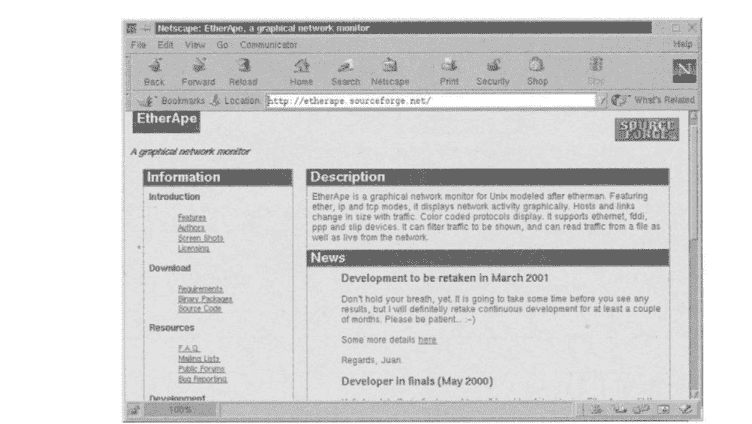 Netscape: EtherApe, a graphical network monitor
File Edit View Go Communicator Help
Back Forward Reload Home Search Netscape Print Security Shop Stop
N
Bookmarks Location: http://etherape.sourceforge.net/ What's Related
EtherApe
SOURCE
FORGE
A graphical network monitor
Information
Introduction
Features
Authors
Screen Shots
Licensing
Download
Requirements
Binary Packages
Source Code
Resources
F.A.Q.
Mailing Lists
Public Forums
Bug Reporting
Development
Description
EtherApe is a graphical network monitor for Unix modeled after etherman. Featuring
ether, ip and tcp modes, it displays network activity graphically. Hosts and links
change in size with traffic. Color coded protocols display. It supports ethernet, fddi,
ppp and slip devices. It can filter traffic to be shown, and can read traffic from a file as
well as live from the network.
News
Development to be retaken in March 2001
Don't hold your breath, yet. It is going to take some time before you see any
results, but I will definitelly retake continuous development for at least a couple
of months. Please be patient... :-)
Some more details here
Regards, Juan.
Developer in finals (May 2000)
100%